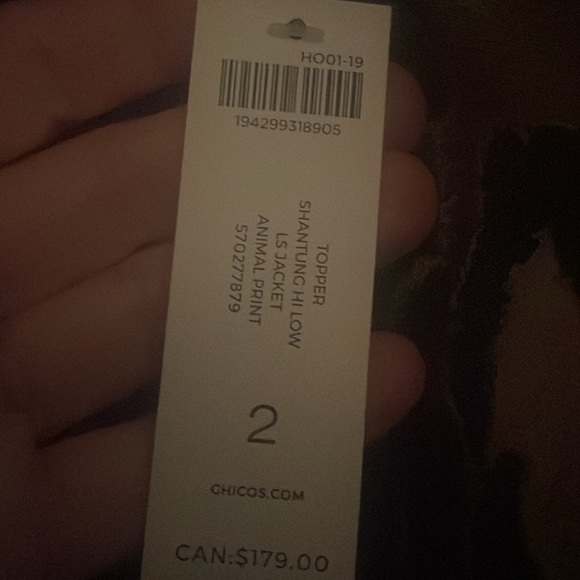 HO01-19
194299318905
TOPPER
SHANTUNG HI LOW
LS JACKET
ANIMAL PRINT
570277879
2
CHICOS.COM
CAN:$179.00